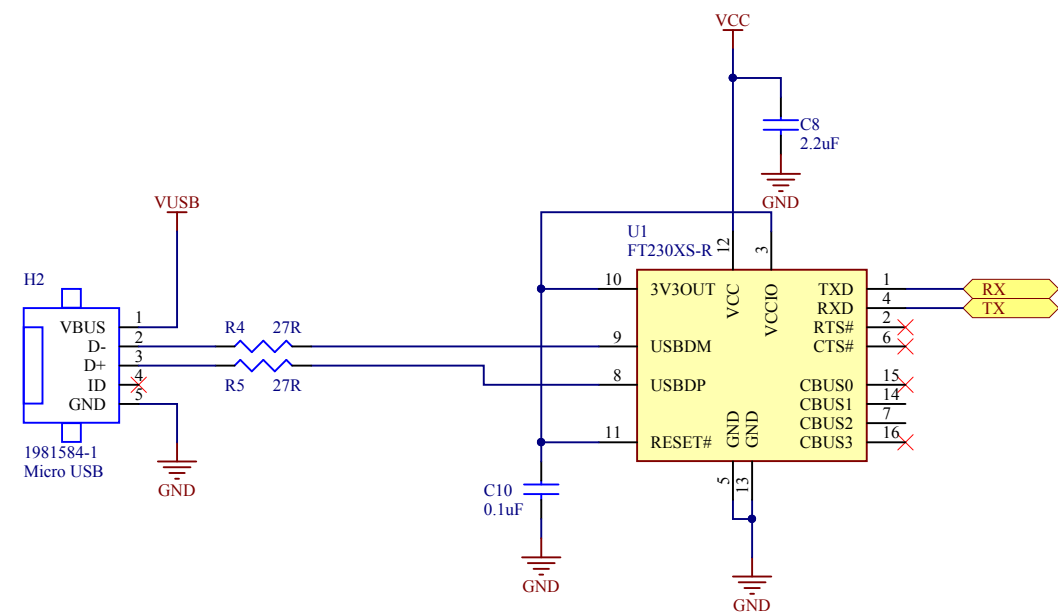 VCC
C8
2.2uF
GND
VUSB
U1
FT230XS-R
12
3
H2
10
3V3OUT
VCC
VCCIO
TXD
1
RX
RXD
4
TX
VBUS
1
RTS#
2
D-
2
R4
27R
9
USBDM
CTS#
6
D+
3
R5
27R
8
USBDP
CBUS0
15
ID
4
CBUS1
14
GND
5
CBUS2
7
11
RESET#
GND
GND
CBUS3
16
1981584-1
Micro USB
GND
C10
0.1uF
5
13
GND
GND